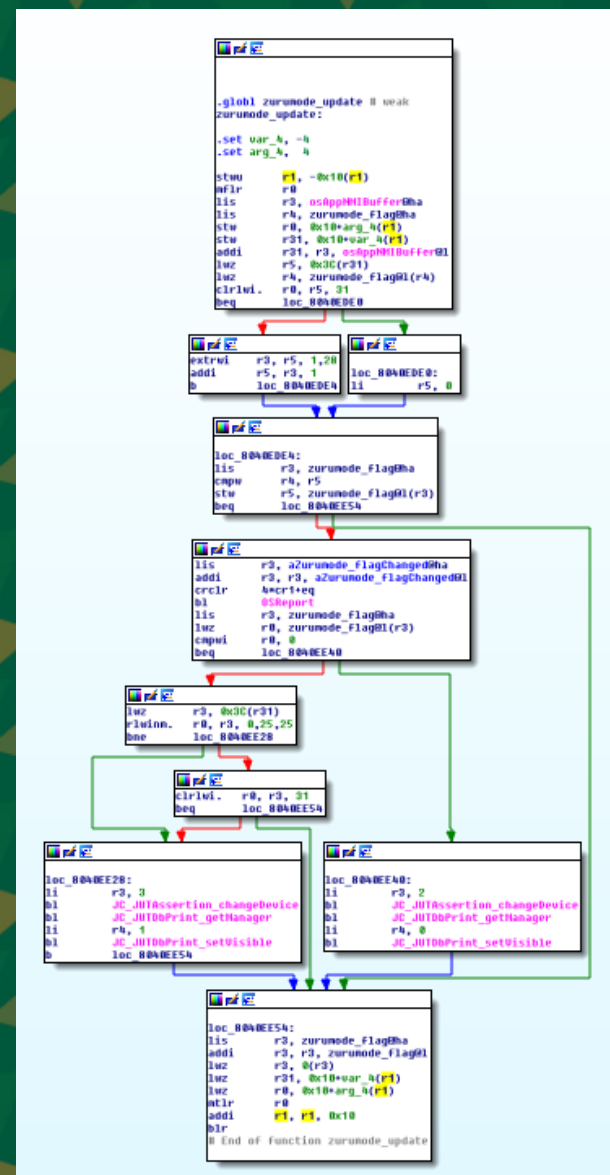 .globl zurumode_update # weak
zurumode_update:
.set var_4, -4
.set arg_4, 4
stwu r1, -0x10(r1)
mflr r0
lis r3, osAppNMIBuffer@ha
lis r4, zurumode_flag@ha
stw r0, 0x10+arg_4(r1)
stw r31, 0x10+var_4(r1)
addi r31, r3, osAppNMIBuffer@l
lwz r5, 0x3C(r31)
lwz r4, zurumode_flag@l(r4)
clrlwi. r0, r5, 31
beq loc_8040EDE0
extrwi r3, r5, 1,28
addi r5, r3, 1
b loc_8040EDE4
loc_8040EDE0:
li r5, 0
loc_8040EDE4:
lis r3, zurumode_flag@ha
cmpw r4, r5
stw r5, zurumode_flag@l(r3)
beq loc_8040EE54
lis r3, aZurumode_flagChanged@ha
addi r3, r3, aZurumode_flagChanged@l
crclr 4*cr1+eq
bl OSReport
lis r3, zurumode_flag@ha
lwz r0, zurumode_flag@l(r3)
cmpwi r0, 0
beq loc_8040EE40
lwz r3, 0x3C(r31)
rlwinm. r0, r3, 0,25,25
bne loc_8040EE28
clrlwi. r0, r3, 31
beq loc_8040EE54
loc_8040EE28:
li r3, 3
bl JC_JUTAssertion_changeDevice
bl JC_JUTDbPrint_getManager
li r4, 1
bl JC_JUTDbPrint_setVisible
b loc_8040EE54
loc_8040EE40:
li r3, 2
bl JC_JUTAssertion_changeDevice
bl JC_JUTDbPrint_getManager
li r4, 0
bl JC_JUTDbPrint_setVisible
loc_8040EE54:
lis r3, zurumode_flag@ha
addi r3, r3, zurumode_flag@l
lwz r3, 0(r3)
lwz r31, 0x10+var_4(r1)
lwz r0, 0x10+arg_4(r1)
mtlr r0
addi r1, r1, 0x10
blr
# End of function zurumode_update